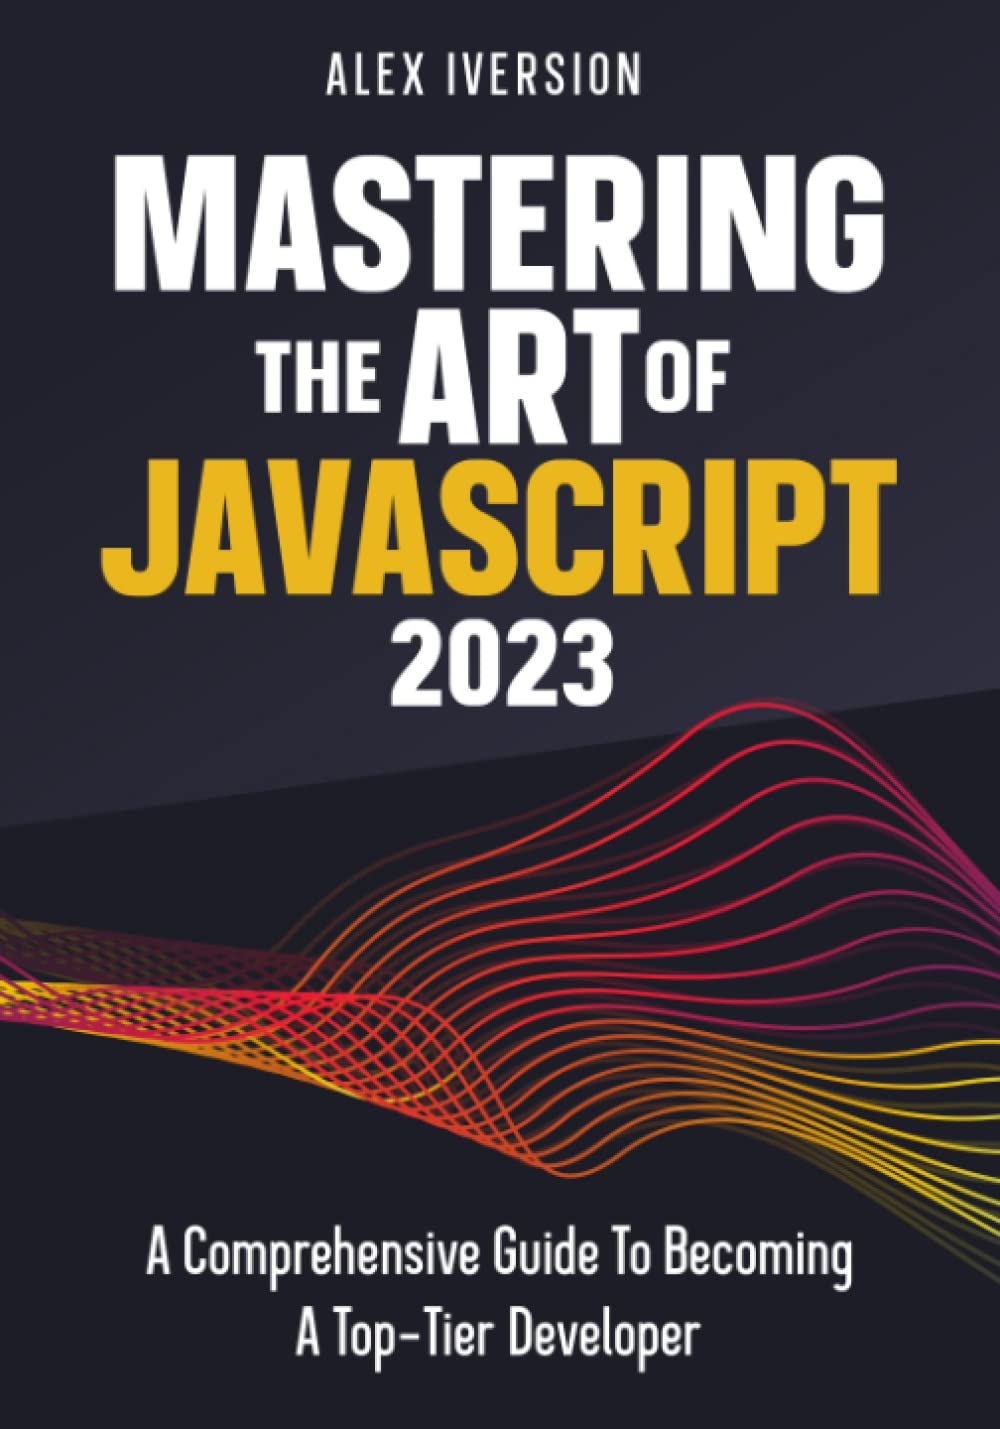 ALEX IVERSION
MASTERING
THE ART OF
JAVASCRIPT
2023
A Comprehensive Guide To Becoming
A Top-Tier Developer